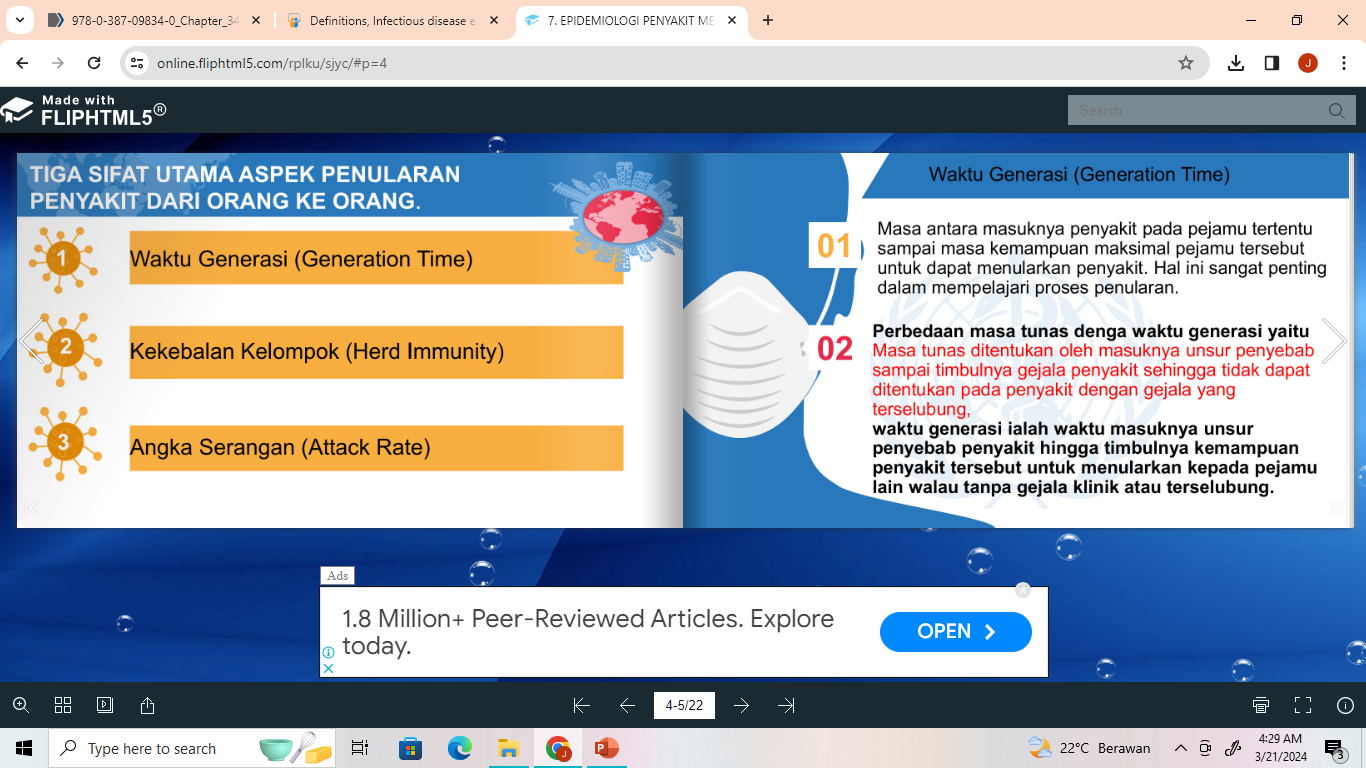 978-0-387-09834-0_Chapter_34
Definitions, Infectious disease e
7. EPIDEMIOLOGI PENYAKIT ME
online.fliphtml5.com/rplku/sjyc/#p=4
J
Made with
FLIPHTML5®
Search
TIGA SIFAT UTAMA ASPEK PENULARAN
PENYAKIT DARI ORANG KE ORANG.
1
Waktu Generasi (Generation Time)
2
Kekebalan Kelompok (Herd Immunity)
3
Angka Serangan (Attack Rate)
Waktu Generasi (Generation Time)
01
Masa antara masuknya penyakit pada pejamu tertentu
sampai masa kemampuan maksimal pejamu tersebut
untuk dapat menularkan penyakit. Hal ini sangat penting
dalam mempelajari proses penularan.
02
Perbedaan masa tunas denga waktu generasi yaitu
Masa tunas ditentukan oleh masuknya unsur penyebab
sampai timbulnya gejala penyakit sehingga tidak dapat
ditentukan pada penyakit dengan gejala yang
terselubung,
waktu generasi ialah waktu masuknya unsur
penyebab penyakit hingga timbulnya kemampuan
penyakit tersebut untuk menularkan kepada pejamu
lain walau tanpa gejala klinik atau terselubung.
Ads
1.8 Million+ Peer-Reviewed Articles. Explore
today.
OPEN
4-5/22
Type here to search
J
22°C Berawan
4:29 AM
3/21/2024
3